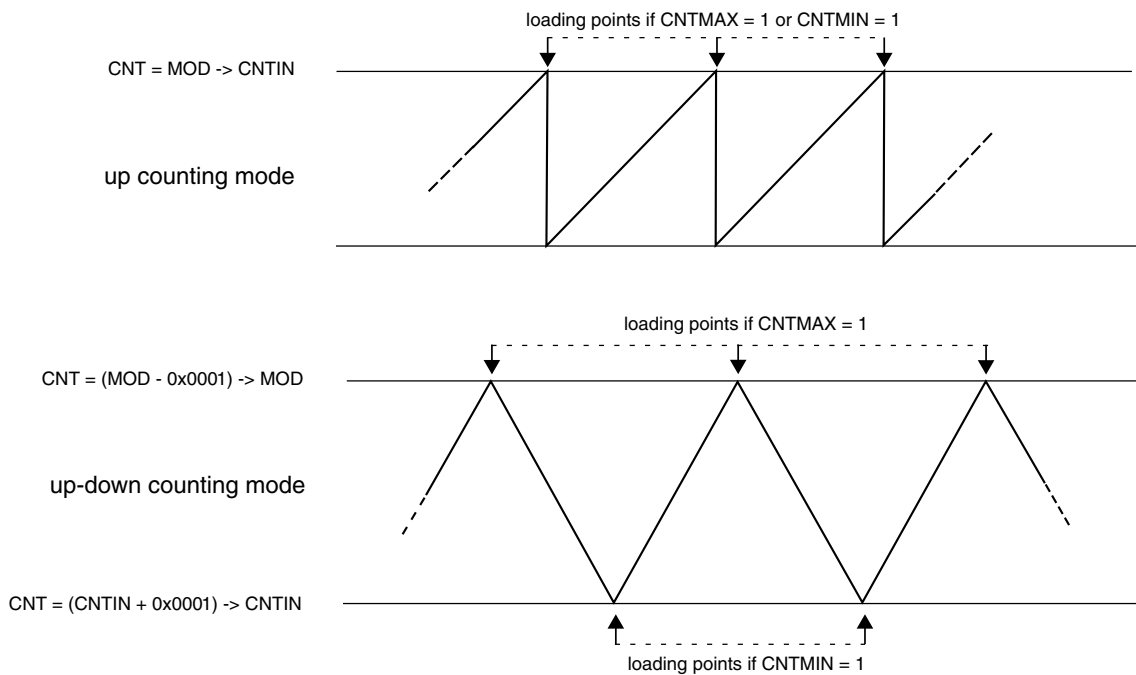 loading points if CNTMAX = 1 or CNTMIN = 1
CNT = MOD -> CNTIN
up counting mode
loading points if CNTMAX = 1
CNT = (MOD - 0x0001) -> MOD
up-down counting mode
CNT = (CNTIN + 0x0001) -> CNTIN
loading points if CNTMIN = 1